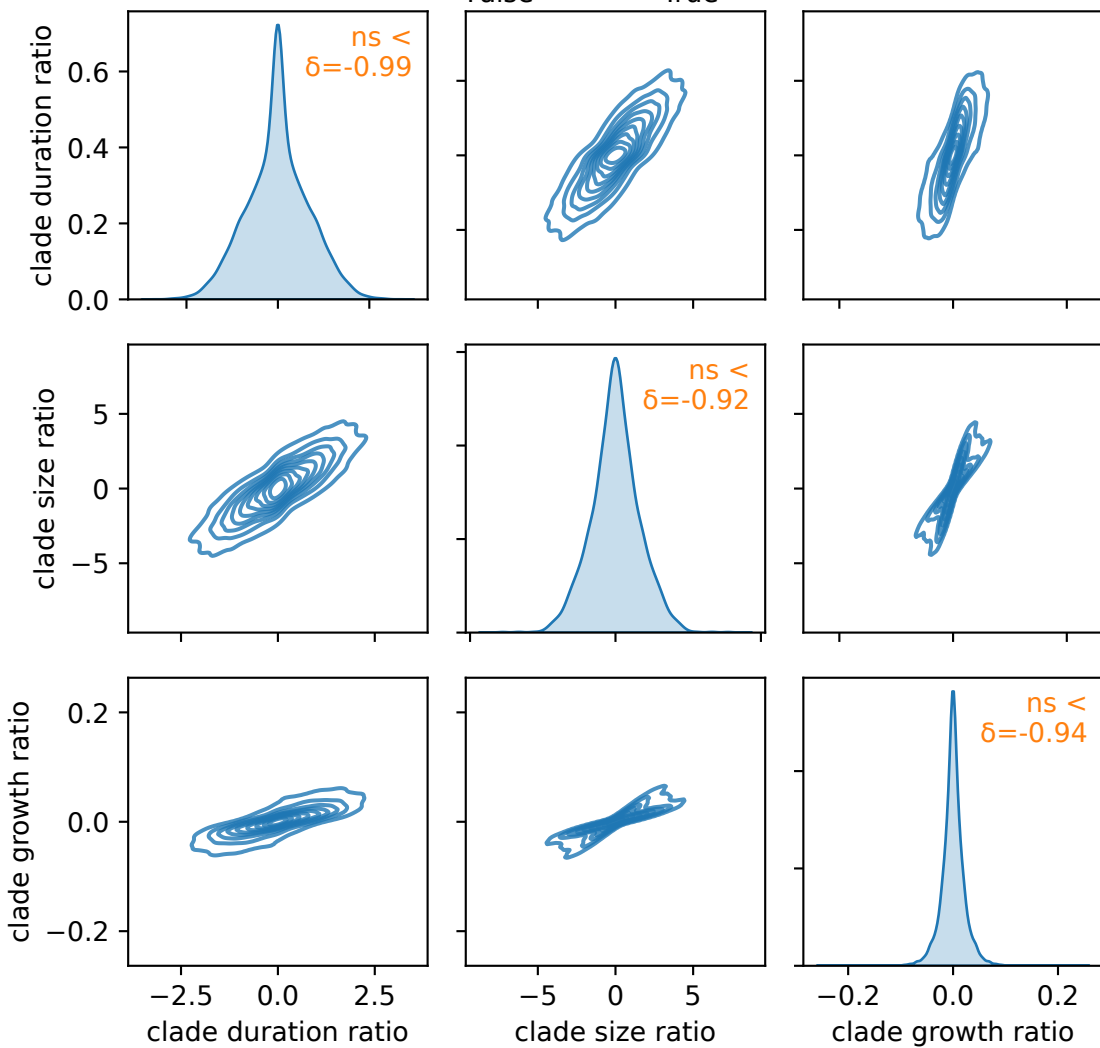 True
clade duration ratio
0.6
0.4
0.2
0.0
ns <
δ=-0.99
clade size ratio
5
0
−5
ns <
δ=-0.92
clade growth ratio
0.2
0.0
−0.2
ns <
δ=-0.94
−2.5 0.0 2.5
−5 0 5
−0.2 0.0 0.2
clade duration ratio
clade size ratio
clade growth ratio